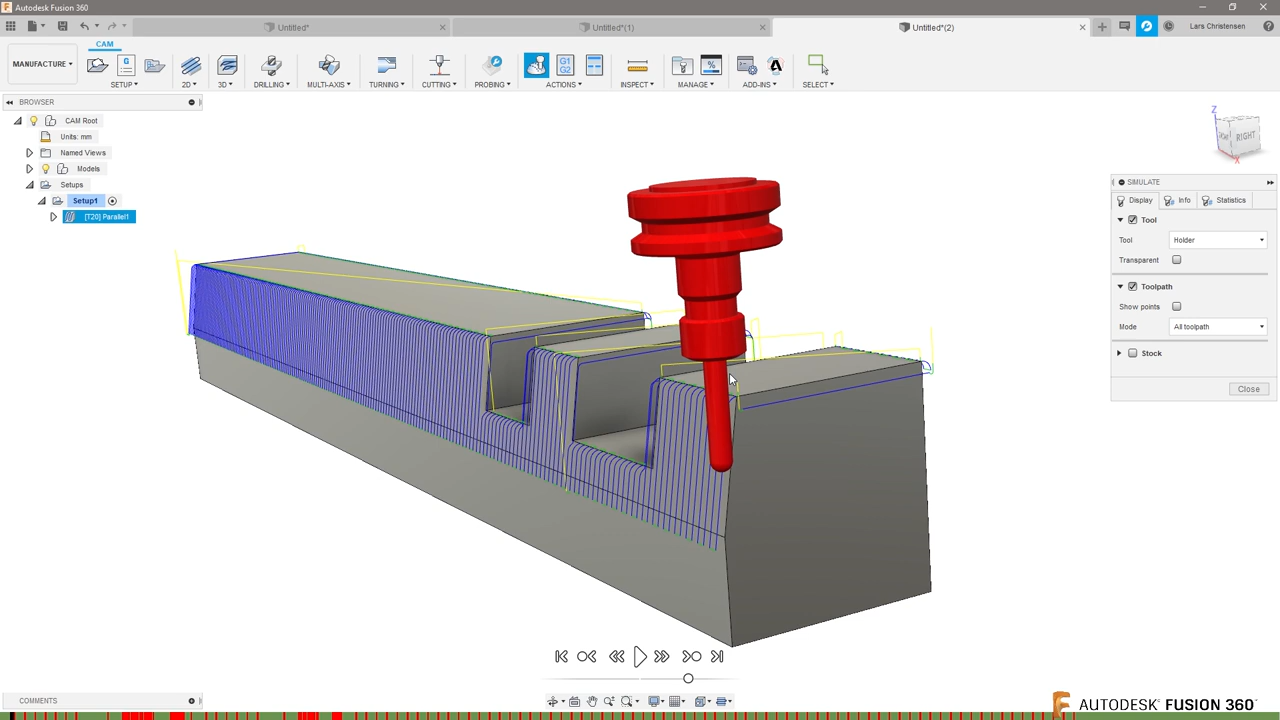 Autodesk Fusion 360
Untitled*
Untitled*(1)
Untitled*(2)
Lars Christensen
CAM
MANUFACTURE
G1
G2
SETUP
2D
3D
DRILLING
MULTI-AXIS
TURNING
CUTTING
PROBING
ACTIONS
INSPECT
MANAGE
ADD-INS
SELECT
BROWSER
CAM Root
Units: mm
Named Views
Models
Setups
Setup1
[T20] Parallel1
Z
RIGHT
X
SIMULATE
Display
Info
Statistics
Tool
Tool
Holder
Transparent
Toolpath
Show points
Mode
All toolpath
Stock
Close
COMMENTS
AUTODESK FUSION 360™